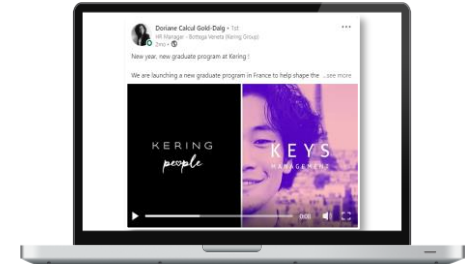 Doriane Calcul Gold-Dalg • 1st
HR Manager - Bottega Veneta (Kering Group)
2mo •
New year, new graduate program at Kering !
We are launching a new graduate program in France to help shape the ...see more
KERING
people
KEYS
MANAGEMENT
0:06